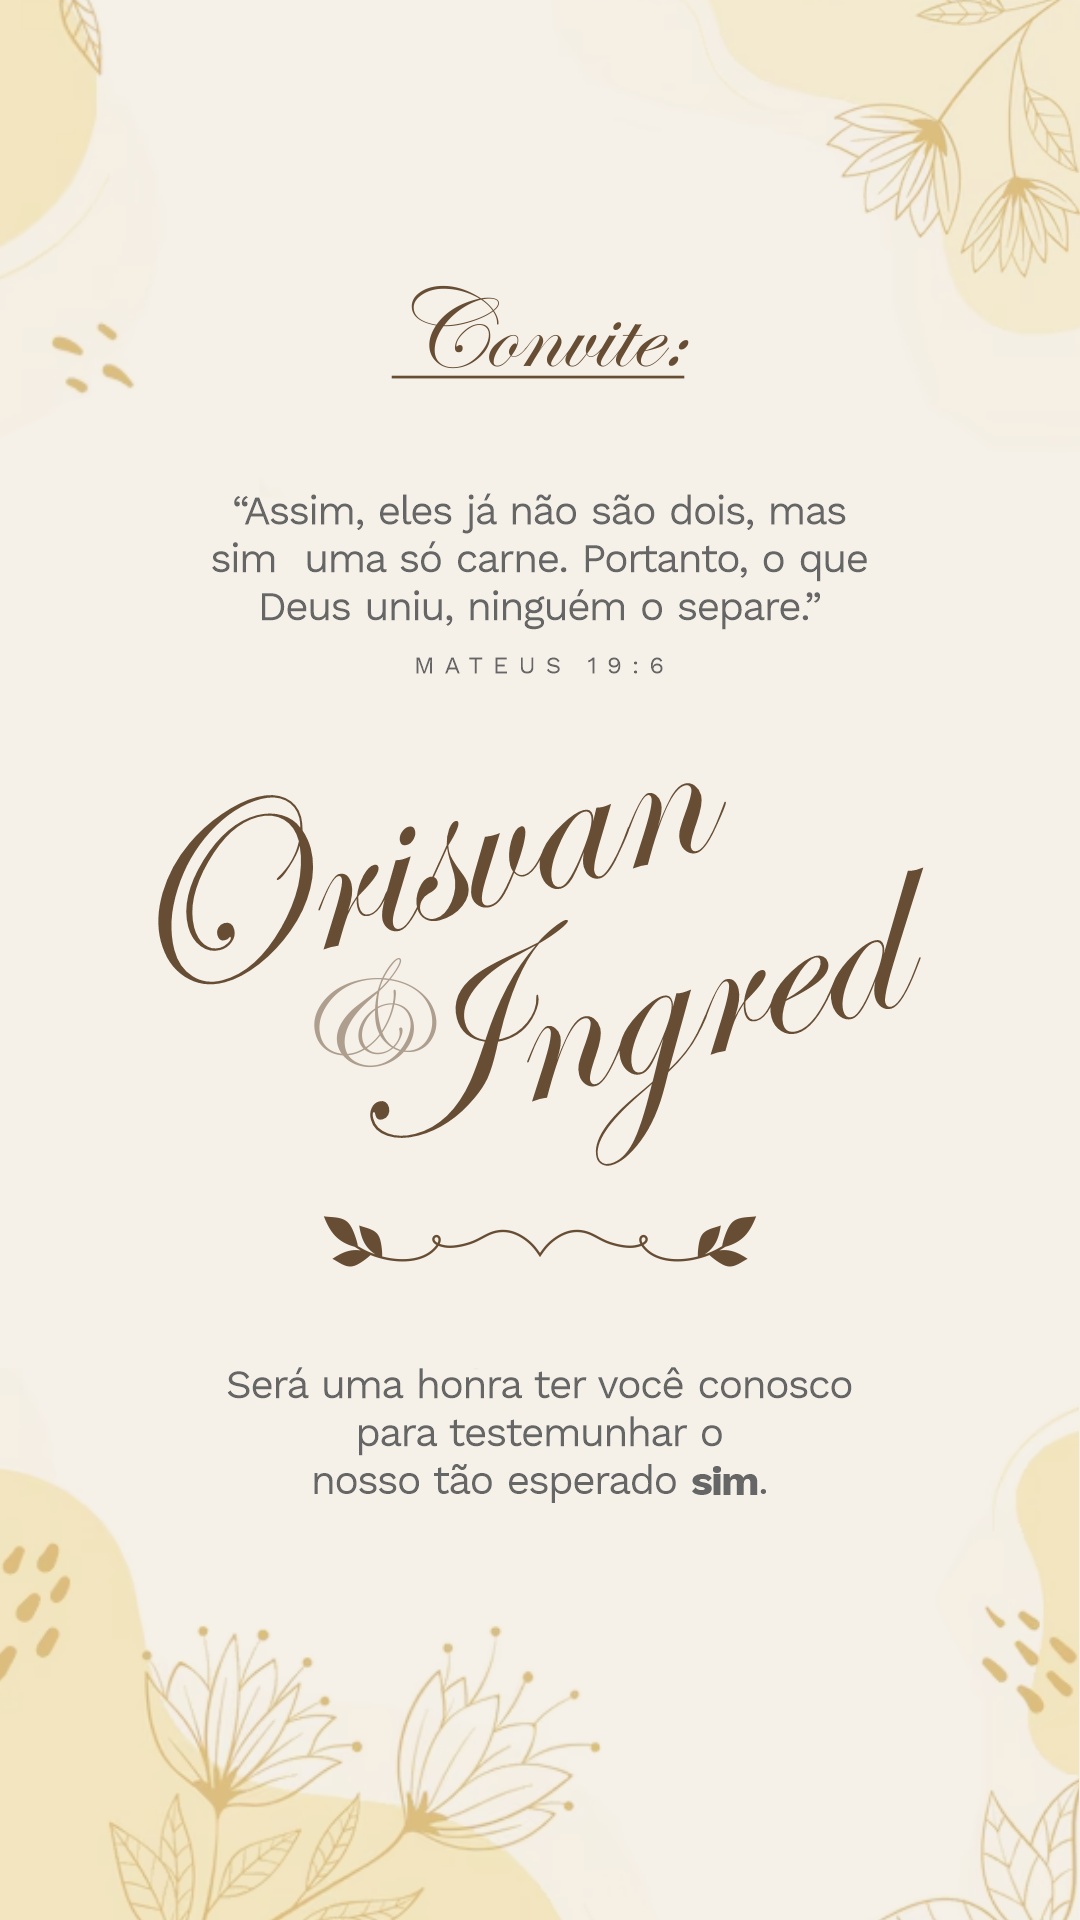 Convite:
“Assim, eles já não são dois, mas
sim uma só carne. Portanto, o que
Deus uniu, ninguém o separe.”
MATEUS 19:6
Orisvan
& Ingred
Será uma honra ter você conosco
para testemunhar o
nosso tão esperado sim.